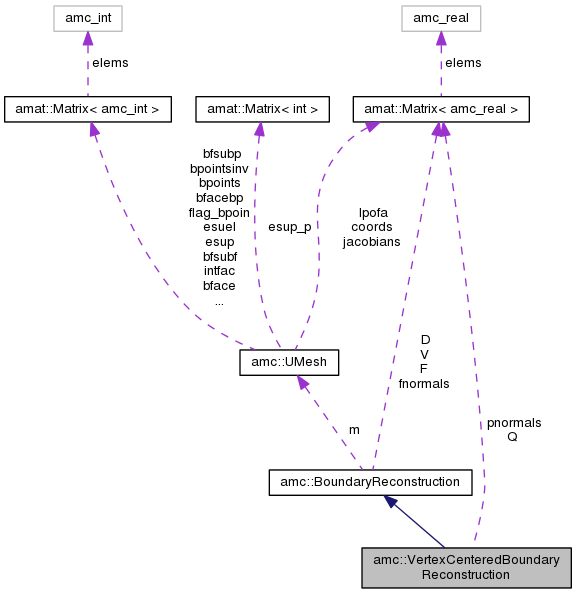 amc_int
amc_real
elems
elems
amat::Matrix< amc_int >
amat::Matrix< int >
amat::Matrix< amc_real >
bfsubp
bpointsinv
bpoints
bfacebp
flag_bpoin
esuel
esup
bfsubf
intfac
bface
...
esup_p
lpofa
coords
jacobians
amc::UMesh
D
V
F
fnormals
m
pnormals
Q
amc::BoundaryReconstruction
amc::VertexCenteredBoundary
Reconstruction